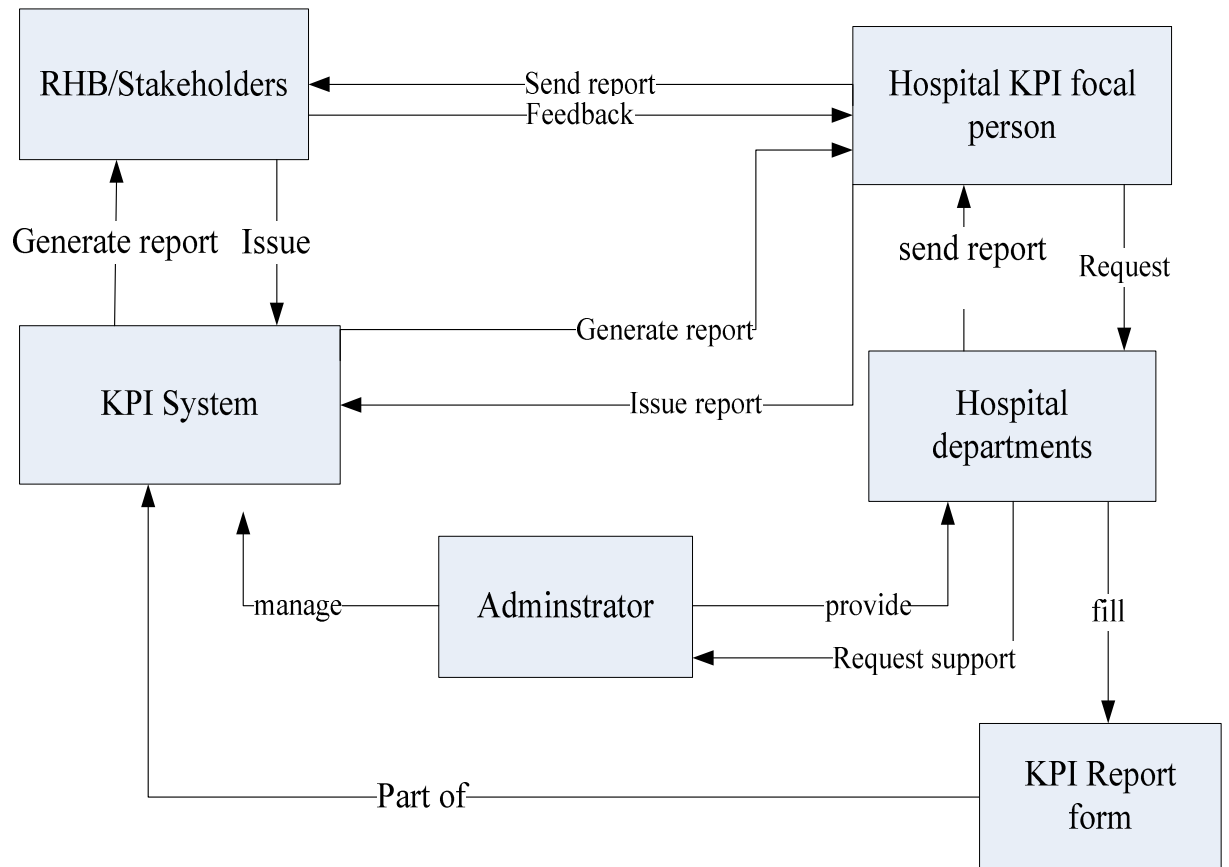 RHB/Stakeholders
Send report
Feedback
Hospital KPI focal
person
Generate report
Issue
send report
Request
Generate report
KPI System
Issue report
Hospital
departments
manage
Adminstrator
provide
fill
Request support
Part of
KPI Report
form